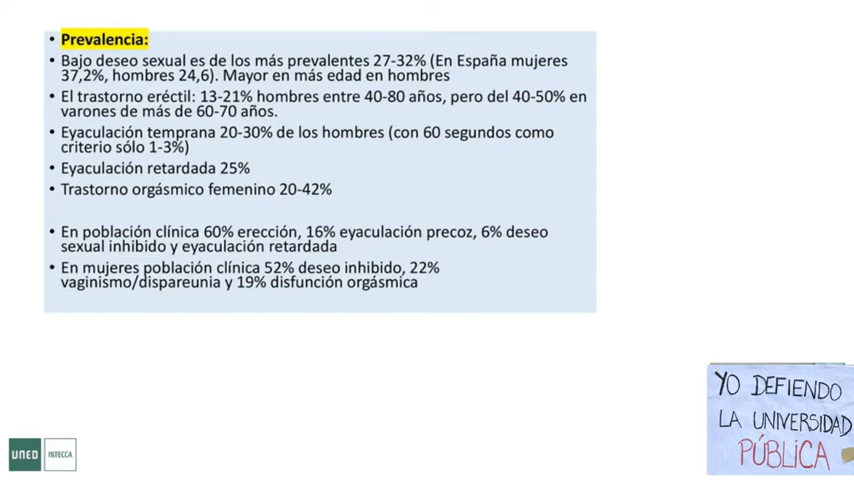 • Prevalencia:
• Bajo deseo sexual es de los más prevalentes 27-32% (En España mujeres
37,2%, hombres 24,6). Mayor en más edad en hombres
• El trastorno eréctil: 13-21% hombres entre 40-80 años, pero del 40-50% en
varones de más de 60-70 años.
• Eyaculación temprana 20-30% de los hombres (con 60 segundos como
criterio sólo 1-3%)
• Eyaculación retardada 25%
• Trastorno orgásmico femenino 20-42%
• En población clínica 60% erección, 16% eyaculación precoz, 6% deseo
sexual inhibido y eyaculación retardada
• En mujeres población clínica 52% deseo inhibido, 22%
vaginismo/dispareunia y 19% disfunción orgásmica
YO DEFIENDO
LA UNIVERSIDAD
PÚBLICA
UNED INTECCA